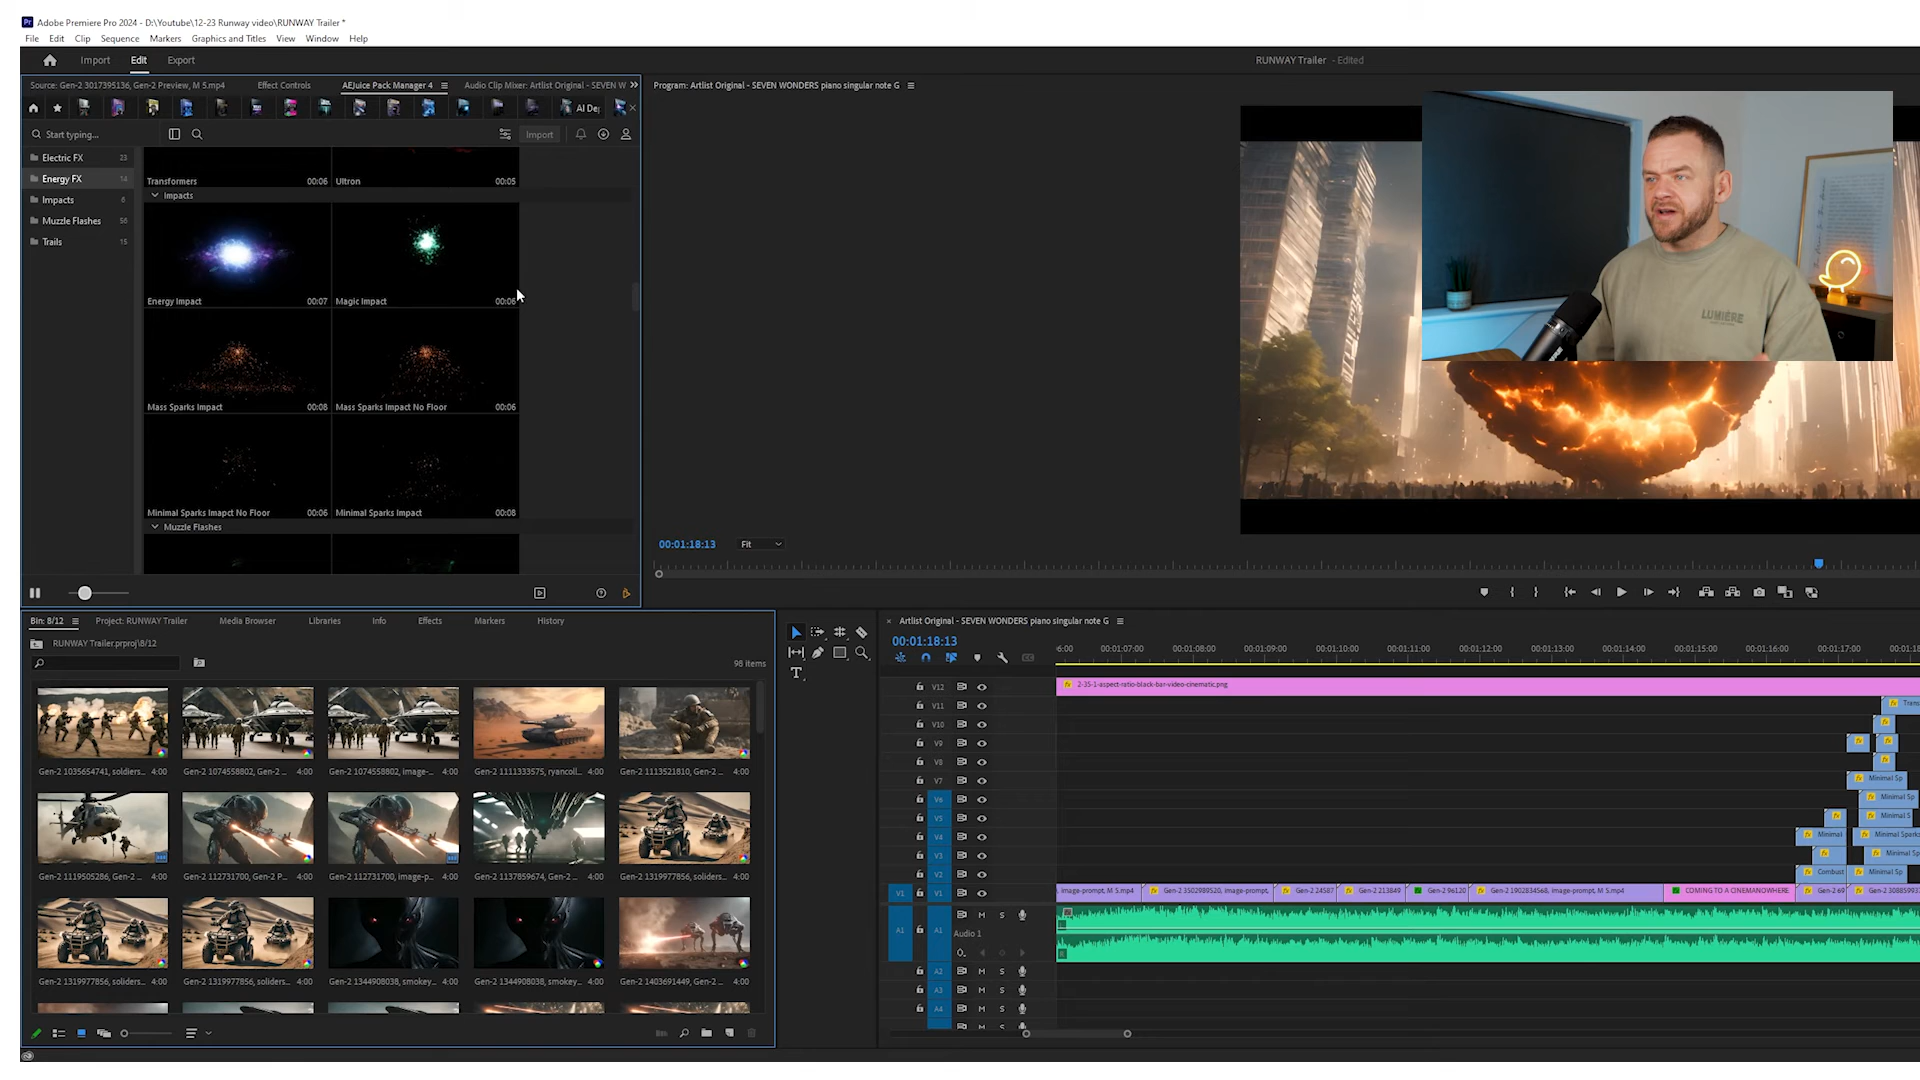 Adobe Premiere Pro 2024 - D:\Youtube\12-23 Runway video\RUNWAY Trailer *
File Edit Clip Sequence Markers Graphics and Titles View Window Help
Import Edit Export
RUNWAY Trailer - Edited
Source: Gen-2 3017395136, Gen-2 Preview, M 5.mp4 Effect Controls AEJuice Pack Manager 4 Audio Clip Mixer: Artlist Original - SEVEN W
Program: Artlist Original - SEVEN WONDERS piano singular note G
AI De
Start typing... Import
Electric FX 23
Energy FX 14
Impacts 6
Muzzle Flashes 56
Trails 15
Transformers 00:06 Ultron 00:05
Impacts
Energy Impact 00:07 Magic Impact 00:06
Mass Sparks Impact 00:08 Mass Sparks Impact No Floor 00:06
Minimal Sparks Imapct No Floor 00:06 Minimal Sparks Impact 00:08
Muzzle Flashes
LUMIÈRE
00:01:18:13 Fit
Bin: 8/12 Project: RUNWAY Trailer Media Browser Libraries Info Effects Markers History
RUNWAY Trailer.prproj\8/12
98 items
Gen-2 1035654741, soldiers... 4:00 Gen-2 1074558802, Gen-2 ... 4:00 Gen-2 1074558802, image-... 4:00 Gen-2 1111333575, ryancoll... 4:00 Gen-2 1113521810, Gen-2 ... 4:00
Gen-2 1119505286, Gen-2 ... 4:00 Gen-2 112731700, Gen-2 P... 4:00 Gen-2 112731700, image-p... 4:00 Gen-2 1137859674, Gen-2 ... 4:00 Gen-2 1319977856, soliders... 4:00
Gen-2 1319977856, soliders... 4:00 Gen-2 1319977856, soliders... 4:00 Gen-2 1344908038, smokey... 4:00 Gen-2 1344908038, smokey... 4:00 Gen-2 1403691449, Gen-2 ... 4:00
Artlist Original - SEVEN WONDERS piano singular note G
00:01:18:13
6:00 00:01:07:00 00:01:08:00 00:01:09:00 00:01:10:00 00:01:11:00 00:01:12:00 00:01:13:00 00:01:14:00 00:01:15:00 00:01:16:00 00:01:17:00 00:01:18
V12 2-35-1-aspect-ratio-black-bar-video-cinematic.png
V11
V10
V9
V8
V7 Minimal Sp
V6 Minimal Sp
V5 Minimal S
V4 Minimal Minimal Sparks
V3 Minimal Sp
V2 Combust Minimal Sp
V1 V1 image-prompt, M 5.mp4 Gen-2 3502989520, image-prompt, Gen-2 24587 Gen-2 213849 Gen-2 96120 Gen-2 1902834568, image-prompt, M 5.mp4 COMING TO A CINEMANOWHERE Gen-2 69
A1 A1 M S
Audio 1
A2 M S
A3 M S
A4 M S